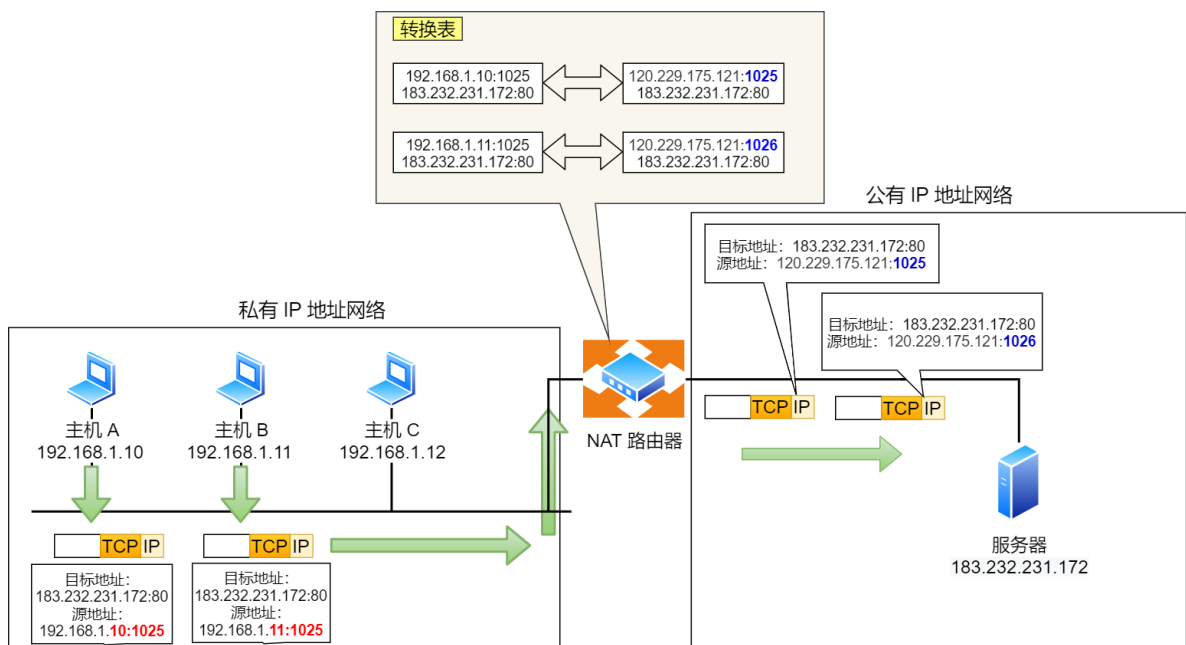 转换表
192.168.1.10:1025
183.232.231.172:80
120.229.175.121:1025
183.232.231.172:80
192.168.1.11:1025
183.232.231.172:80
120.229.175.121:1026
183.232.231.172:80
公有 IP 地址网络
目标地址：183.232.231.172:80
源地址：120.229.175.121:1025
目标地址：183.232.231.172:80
源地址：120.229.175.121:1026
私有 IP 地址网络
主机 A
192.168.1.10
主机 B
192.168.1.11
主机 C
192.168.1.12
NAT 路由器
TCP IP
TCP IP
服务器
183.232.231.172
TCP IP
目标地址：
183.232.231.172:80
源地址：
192.168.1.10:1025
TCP IP
目标地址：
183.232.231.172:80
源地址：
192.168.1.11:1025